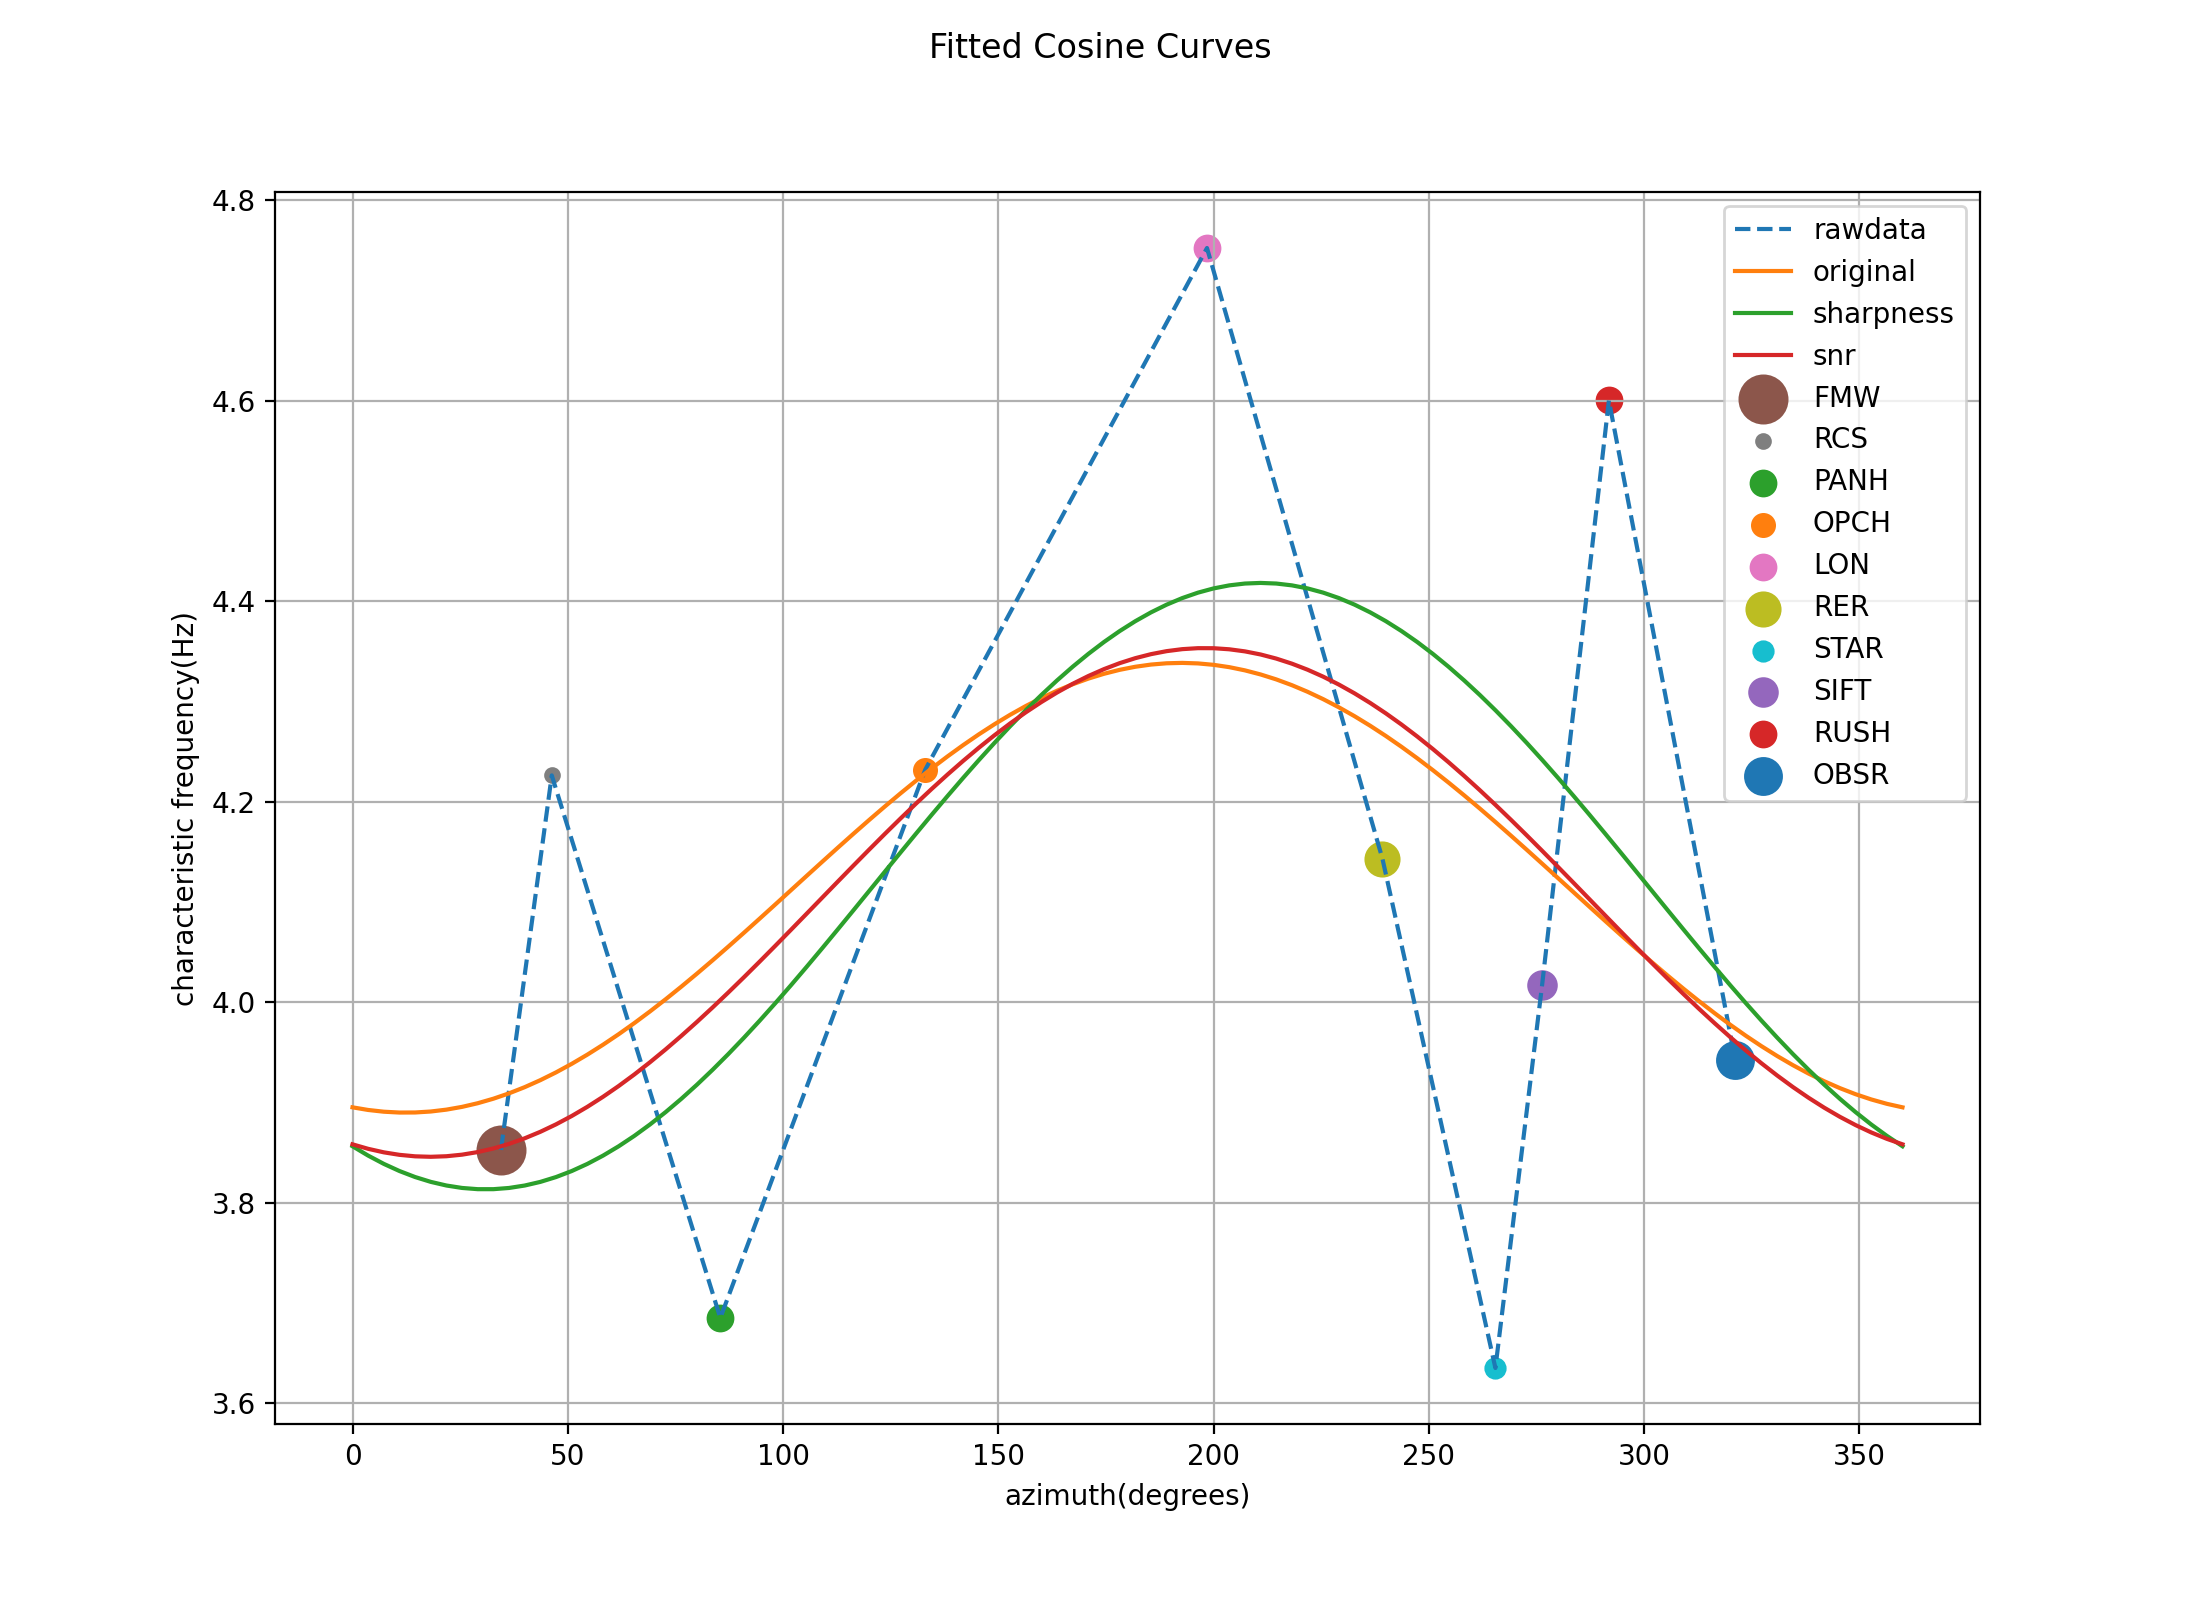 Fitted Cosine Curves
4.8
4.6
4.4
4.2
4.0
3.8
3.6
characteristic frequency(Hz)
0 50 100 150 200 250 300 350
azimuth(degrees)
rawdata
original
sharpness
snr
FMW
RCS
PANH
OPCH
LON
RER
STAR
SIFT
RUSH
OBSR